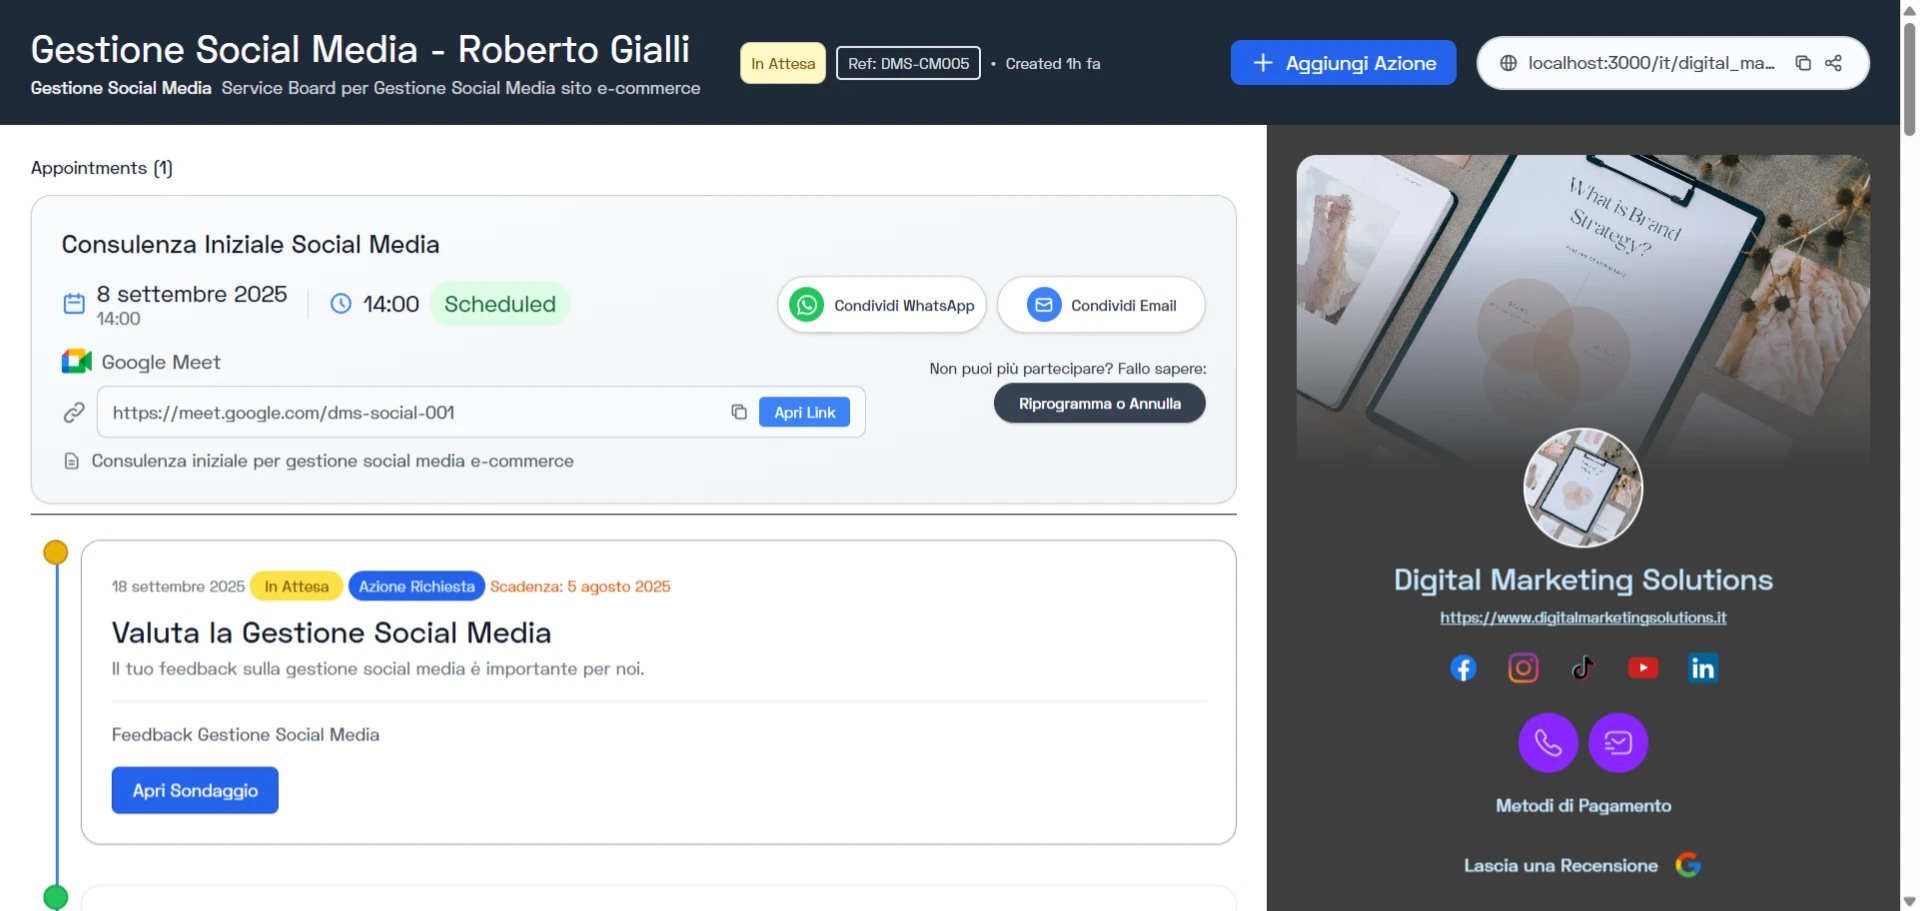 Gestione Social Media - Roberto Gialli
Gestione Social Media Service Board per Gestione Social Media sito e-commerce
In Attesa
Ref: DMS-CM005
• Created 1h fa
+ Aggiungi Azione
localhost:3000/it/digital_ma...
Appointments (1)
Consulenza Iniziale Social Media
8 settembre 2025
14:00
14:00
Scheduled
Condividi WhatsApp
Condividi Email
Google Meet
Non puoi più partecipare? Fallo sapere:
Riprogramma o Annulla
https://meet.google.com/dms-social-001
Apri Link
Consulenza iniziale per gestione social media e-commerce
18 settembre 2025 In Attesa Azione Richiesta Scadenza: 5 agosto 2025
Valuta la Gestione Social Media
Il tuo feedback sulla gestione social media è importante per noi.
Feedback Gestione Social Media
Apri Sondaggio
What is Brand
Strategy?
Digital Marketing Solutions
https://www.digitalmarketingsolutions.it
Metodi di Pagamento
Lascia una Recensione